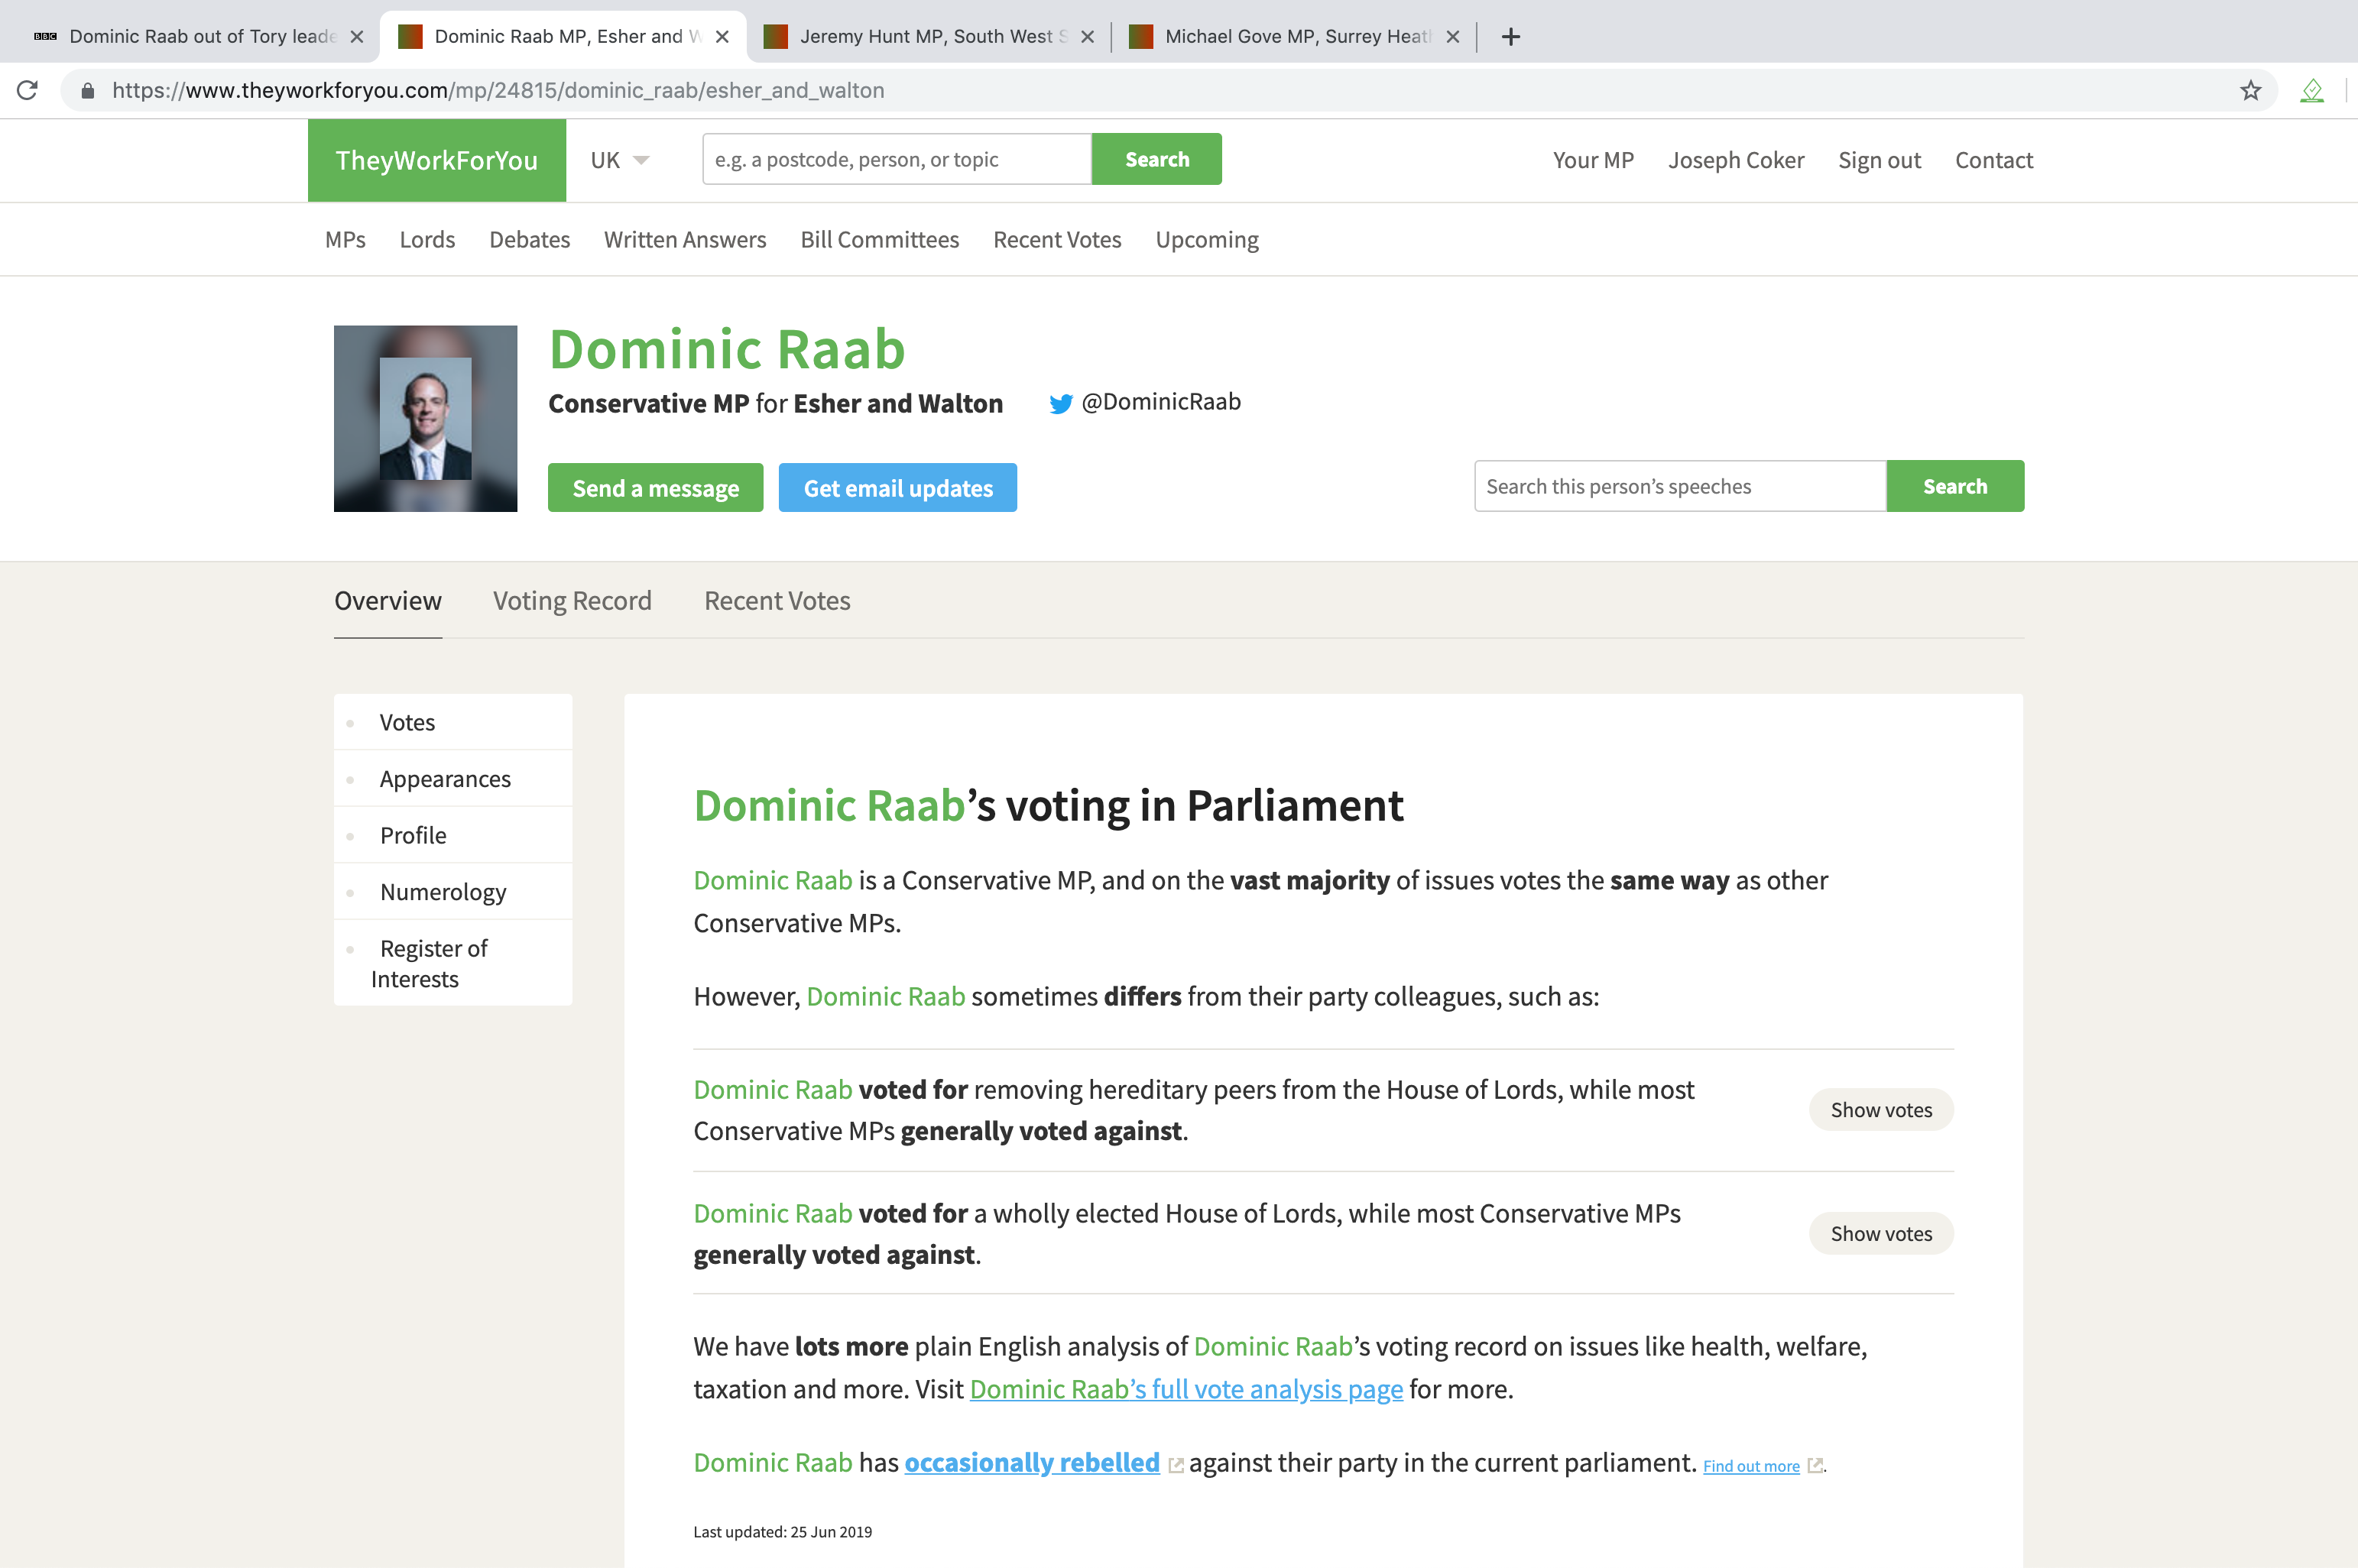 BBC Dominic Raab out of Tory leade
Dominic Raab MP, Esher and W
Jeremy Hunt MP, South West S
Michael Gove MP, Surrey Heat
https://www.theyworkforyou.com/mp/24815/dominic_raab/esher_and_walton
TheyWorkForYou UK e.g. a postcode, person, or topic Search Your MP Joseph Coker Sign out Contact
MPs Lords Debates Written Answers Bill Committees Recent Votes Upcoming
Dominic Raab
Conservative MP for Esher and Walton @DominicRaab
Send a message Get email updates Search this person’s speeches Search
Overview Voting Record Recent Votes
Votes
Appearances
Profile
Numerology
Register of
Interests
Dominic Raab’s voting in Parliament
Dominic Raab is a Conservative MP, and on the vast majority of issues votes the same way as other
Conservative MPs.
However, Dominic Raab sometimes differs from their party colleagues, such as:
Dominic Raab voted for removing hereditary peers from the House of Lords, while most
Conservative MPs generally voted against.
Show votes
Dominic Raab voted for a wholly elected House of Lords, while most Conservative MPs
generally voted against.
Show votes
We have lots more plain English analysis of Dominic Raab’s voting record on issues like health, welfare,
taxation and more. Visit Dominic Raab’s full vote analysis page for more.
Dominic Raab has occasionally rebelled against their party in the current parliament. Find out more.
Last updated: 25 Jun 2019